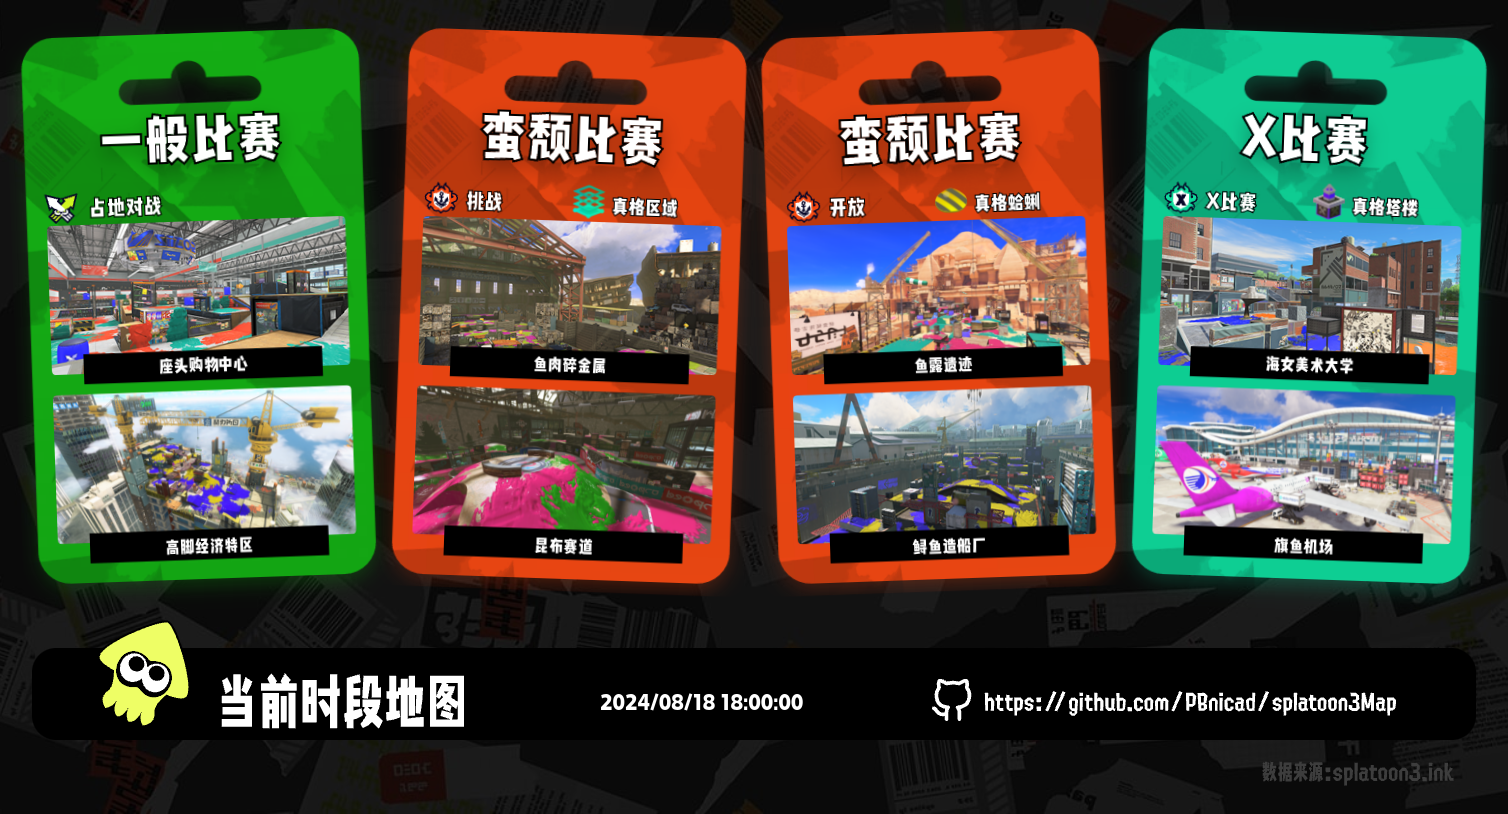 一般比赛
占地对战
座头购物中心
高脚经济特区
蛮颓比赛
挑战
真格区域
鱼肉碎金属
昆布赛道
蛮颓比赛
开放
真格蛤蜊
鱼露遗迹
鲟鱼造船厂
X比赛
X比赛
真格塔楼
海女美术大学
旗鱼机场
当前时段地图
2024/08/18 18:00:00
https://github.com/PBnicad/splatoon3Map
数据来源:splatoon3.ink